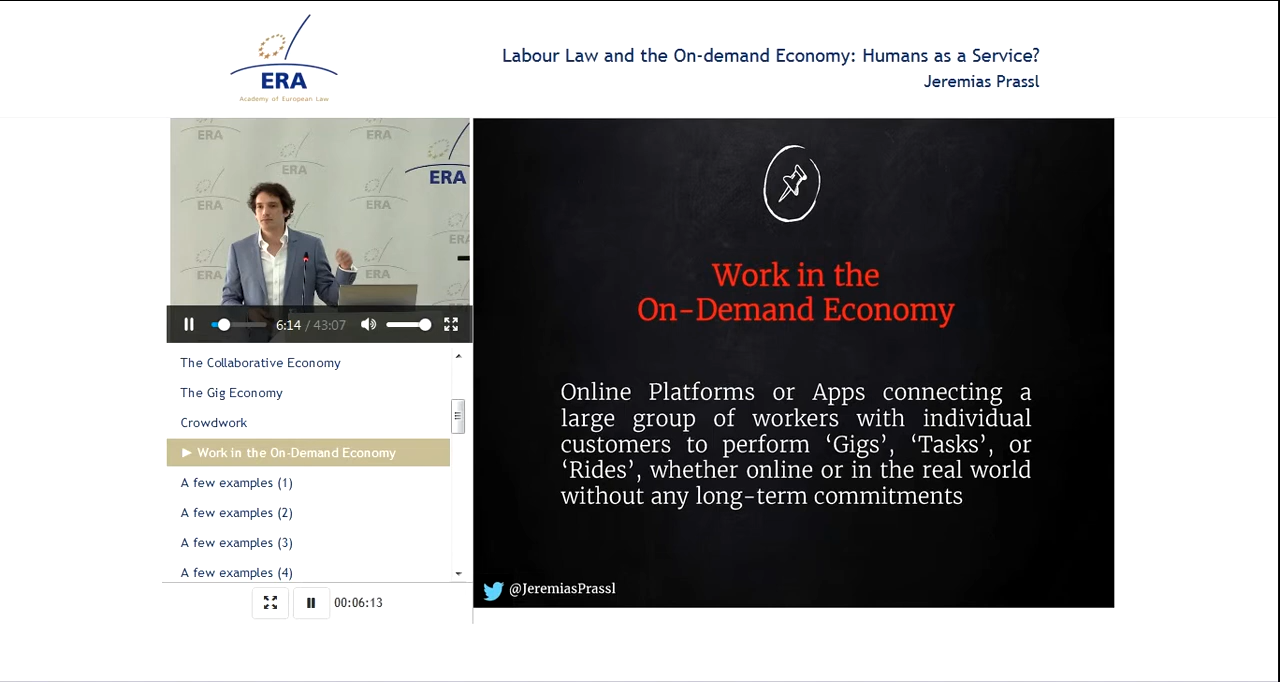 ERA
Academy of European Law
Labour Law and the On-demand Economy: Humans as a Service?
Jeremias Prassl
ERA
ERA
ERA
ERA
ERA
ERA
ERA
ERA
ERA
6:14 / 43:07
The Collaborative Economy
The Gig Economy
Crowdwork
Work in the On-Demand Economy
A few examples (1)
A few examples (2)
A few examples (3)
A few examples (4)
00:06:13
Work in the
On-Demand Economy
Online Platforms or Apps connecting a
large group of workers with individual
customers to perform ‘Gigs’, ‘Tasks’, or
‘Rides’, whether online or in the real world
without any long-term commitments
@JeremiasPrassl